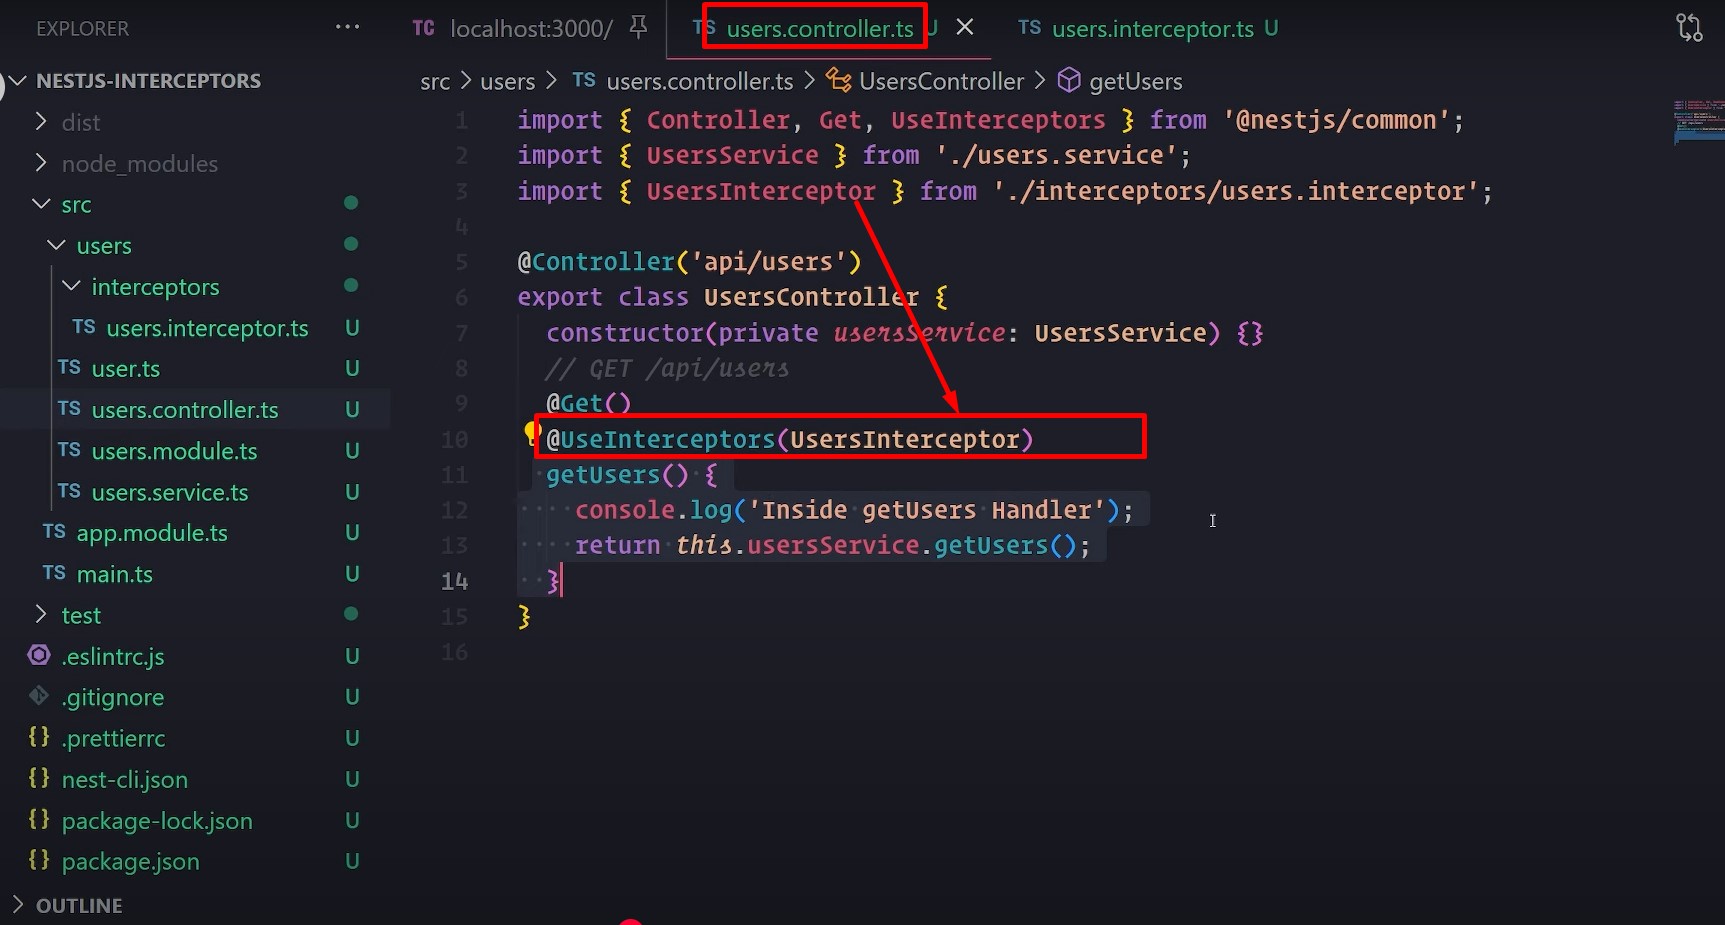 EXPLORER ···
TC localhost:3000/ TS users.controller.ts U TS users.interceptor.ts U
NESTJS-INTERCEPTORS
src > users > TS users.controller.ts > UsersController > getUsers
dist
node_modules
src
users
interceptors
TS users.interceptor.ts U
TS user.ts U
TS users.controller.ts U
TS users.module.ts U
TS users.service.ts U
TS app.module.ts U
TS main.ts U
test
.eslintrc.js U
.gitignore U
{} .prettierrc U
{} nest-cli.json U
{} package-lock.json U
{} package.json U
OUTLINE
1 import { Controller, Get, UseInterceptors } from '@nestjs/common';
2 import { UsersService } from './users.service';
3 import { UsersInterceptor } from './interceptors/users.interceptor';
4
5 @Controller('api/users')
6 export class UsersController {
7 constructor(private usersService: UsersService) {}
8 // GET /api/users
9 @Get()
10 @UseInterceptors(UsersInterceptor)
11 getUsers() {
12 console.log('Inside getUsers Handler');
13 return this.usersService.getUsers();
14 }
15 }
16